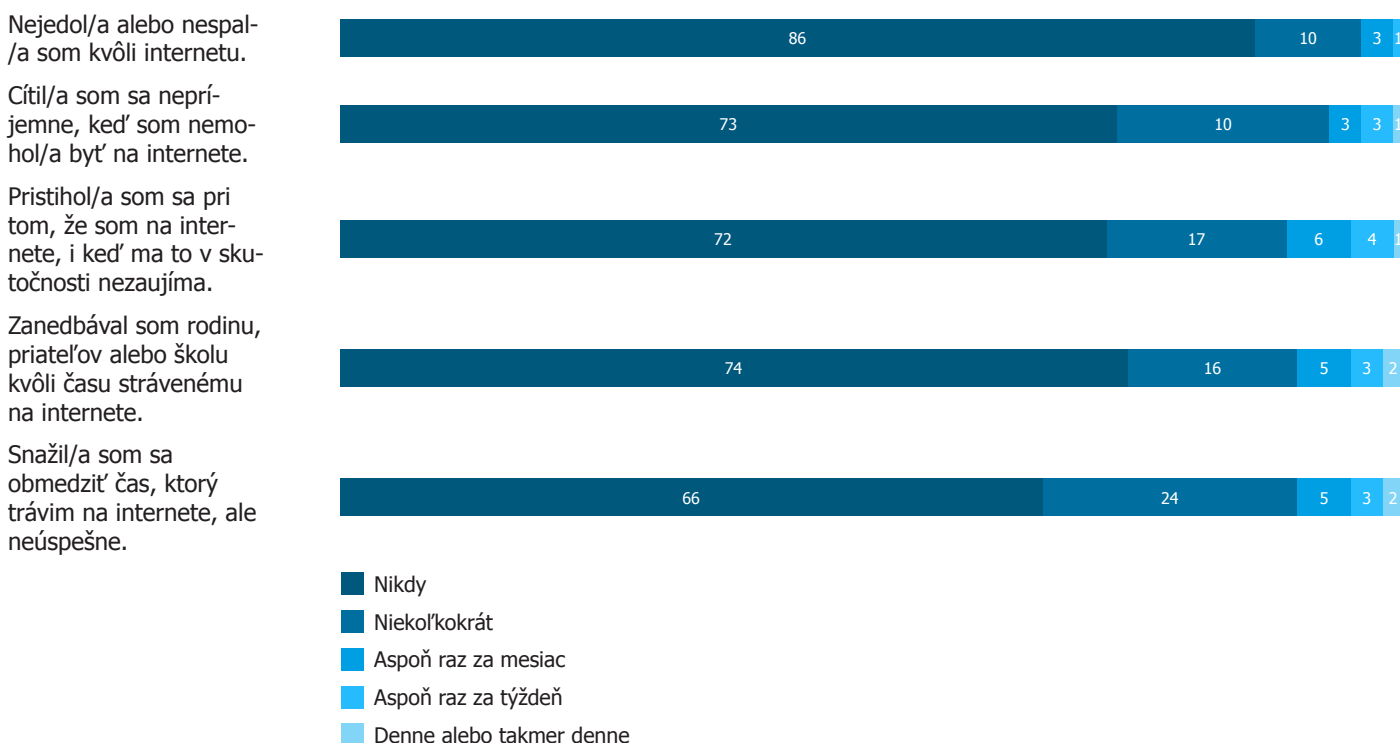 Nejedol/a alebo nespal-
/a som kvôli internetu.
86 10 3 1
Cítil/a som sa neprí-
jemne, keď som nemo-
hol/a byť na internete.
73 10 3 3 1
Pristihol/a som sa pri
tom, že som na inter-
nete, i keď ma to v sku-
točnosti nezaujíma.
72 17 6 4 1
Zanedbával som rodinu,
priateľov alebo školu
kvôli času strávenému
na internete.
74 16 5 3 2
Snažil/a som sa
obmedziť čas, ktorý
trávim na internete, ale
neúspešne.
66 24 5 3 2
Nikdy
Niekoľkokrát
Aspoň raz za mesiac
Aspoň raz za týždeň
Denne alebo takmer denne